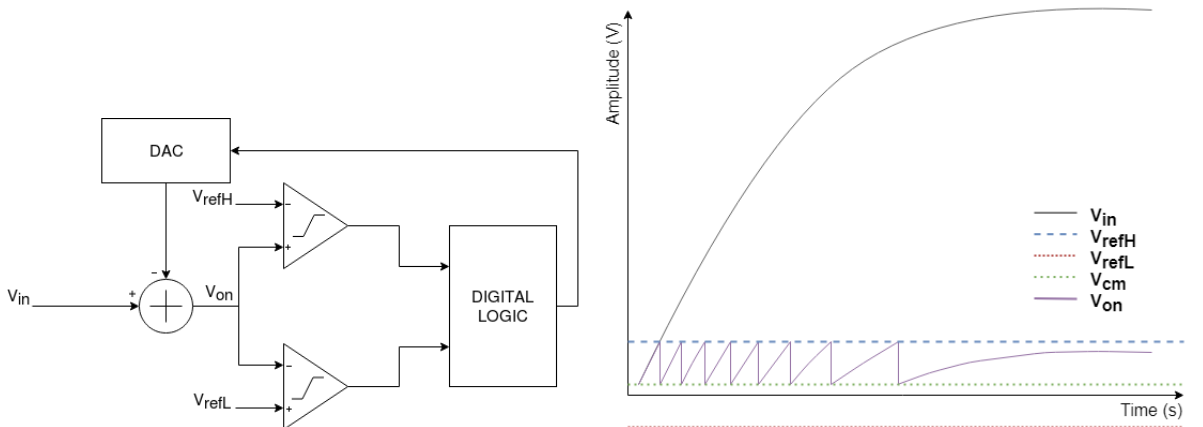 DAC
VrefH
−
+
−
+
Vin
Von
−
+
VrefL
DIGITAL
LOGIC
Amplitude (V)
Vin
VrefH
VrefL
Vcm
Von
Time (s)